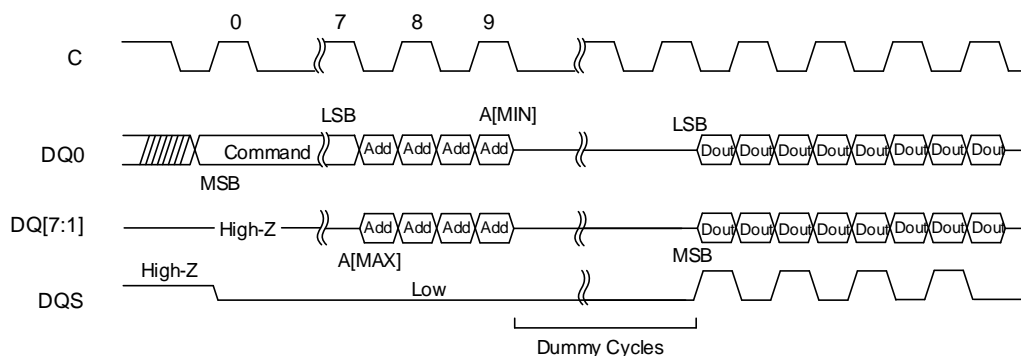 0 7 8 9
C
LSB A[MIN] LSB
DQ0 Command Add Add Add Add Dout Dout Dout Dout Dout Dout Dout Dout
MSB
DQ[7:1] High-Z Add Add Add Add Dout Dout Dout Dout Dout Dout Dout Dout
A[MAX] MSB
High-Z
DQS Low
Dummy Cycles